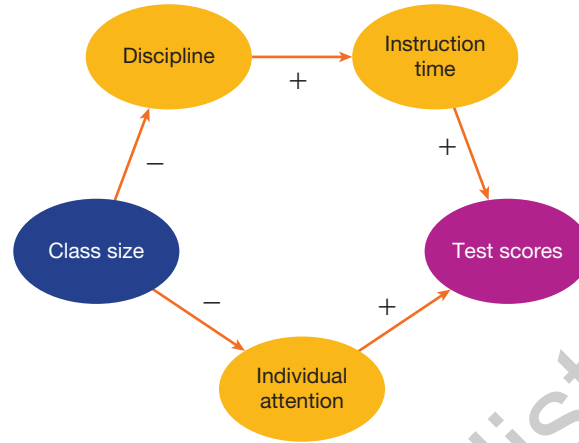 Discipline
+
Instruction
time
−
+
Class size
Test scores
−
+
Individual
attention